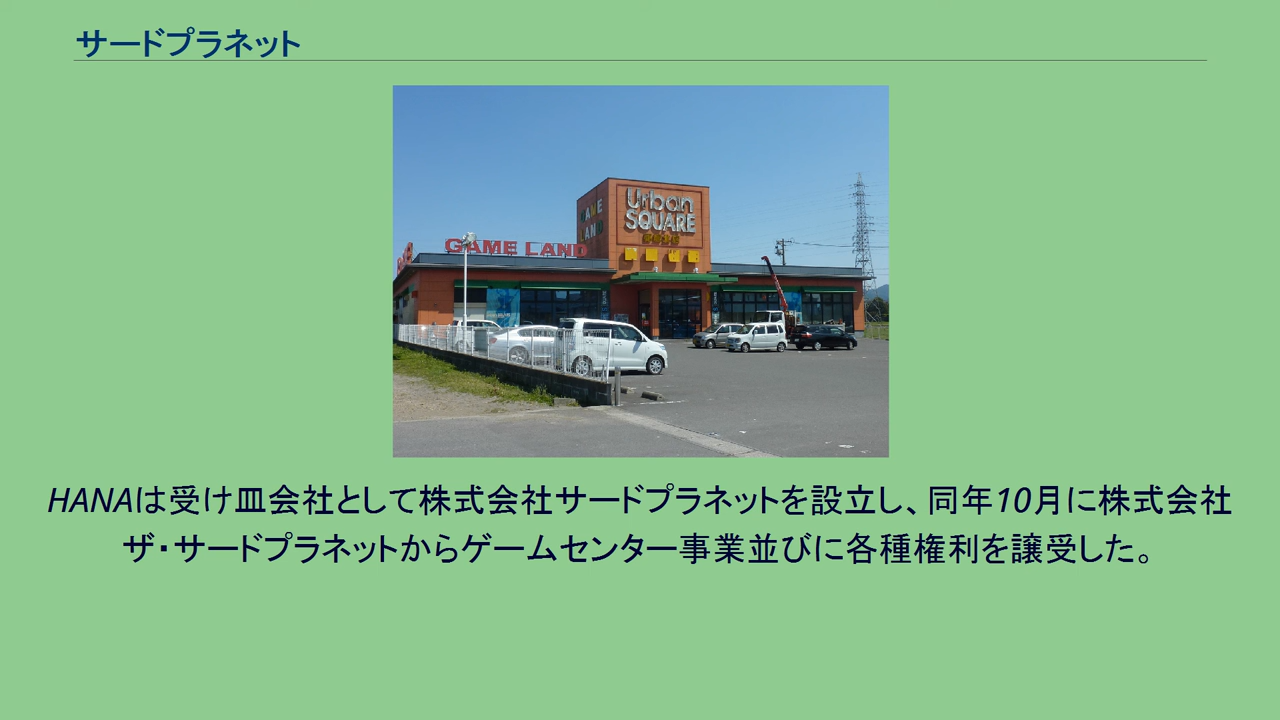 サードプラネット
Urban
SQUARE
GAME
LAND
GAME LAND
HANAは受け皿会社として株式会社サードプラネットを設立し、同年10月に株式会社
ザ・サードプラネットからゲームセンター事業並びに各種権利を譲受した。